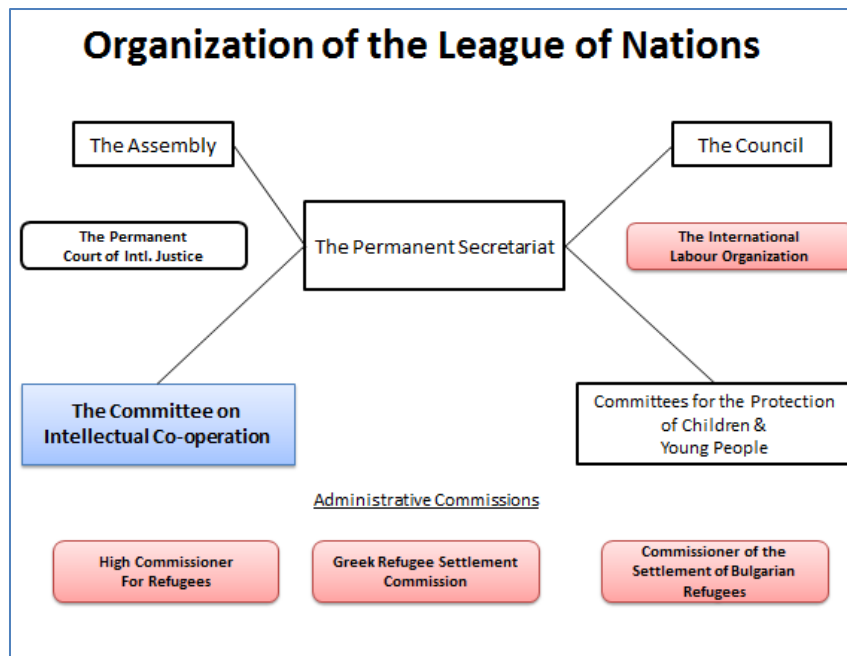 Organization of the League of Nations
The Assembly
The Council
The Permanent
Court of Intl. Justice
The Permanent Secretariat
The International
Labour Organization
The Committee on
Intellectual Co-operation
Committees for the Protection
of Children &
Young People
Administrative Commissions
High Commissioner
For Refugees
Greek Refugee Settlement
Commission
Commissioner of the
Settlement of Bulgarian
Refugees